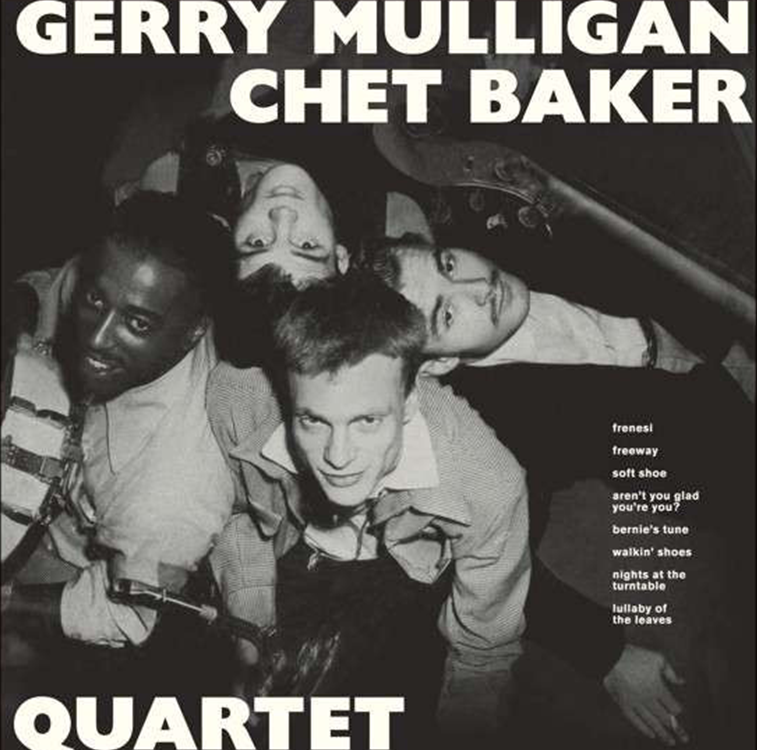 GERRY MULLIGAN
CHET BAKER
frenesi
freeway
soft shoe
aren't you glad
you're you?
bernie's tune
walkin' shoes
nights at the
turntable
lullaby of
the leaves
QUARTET